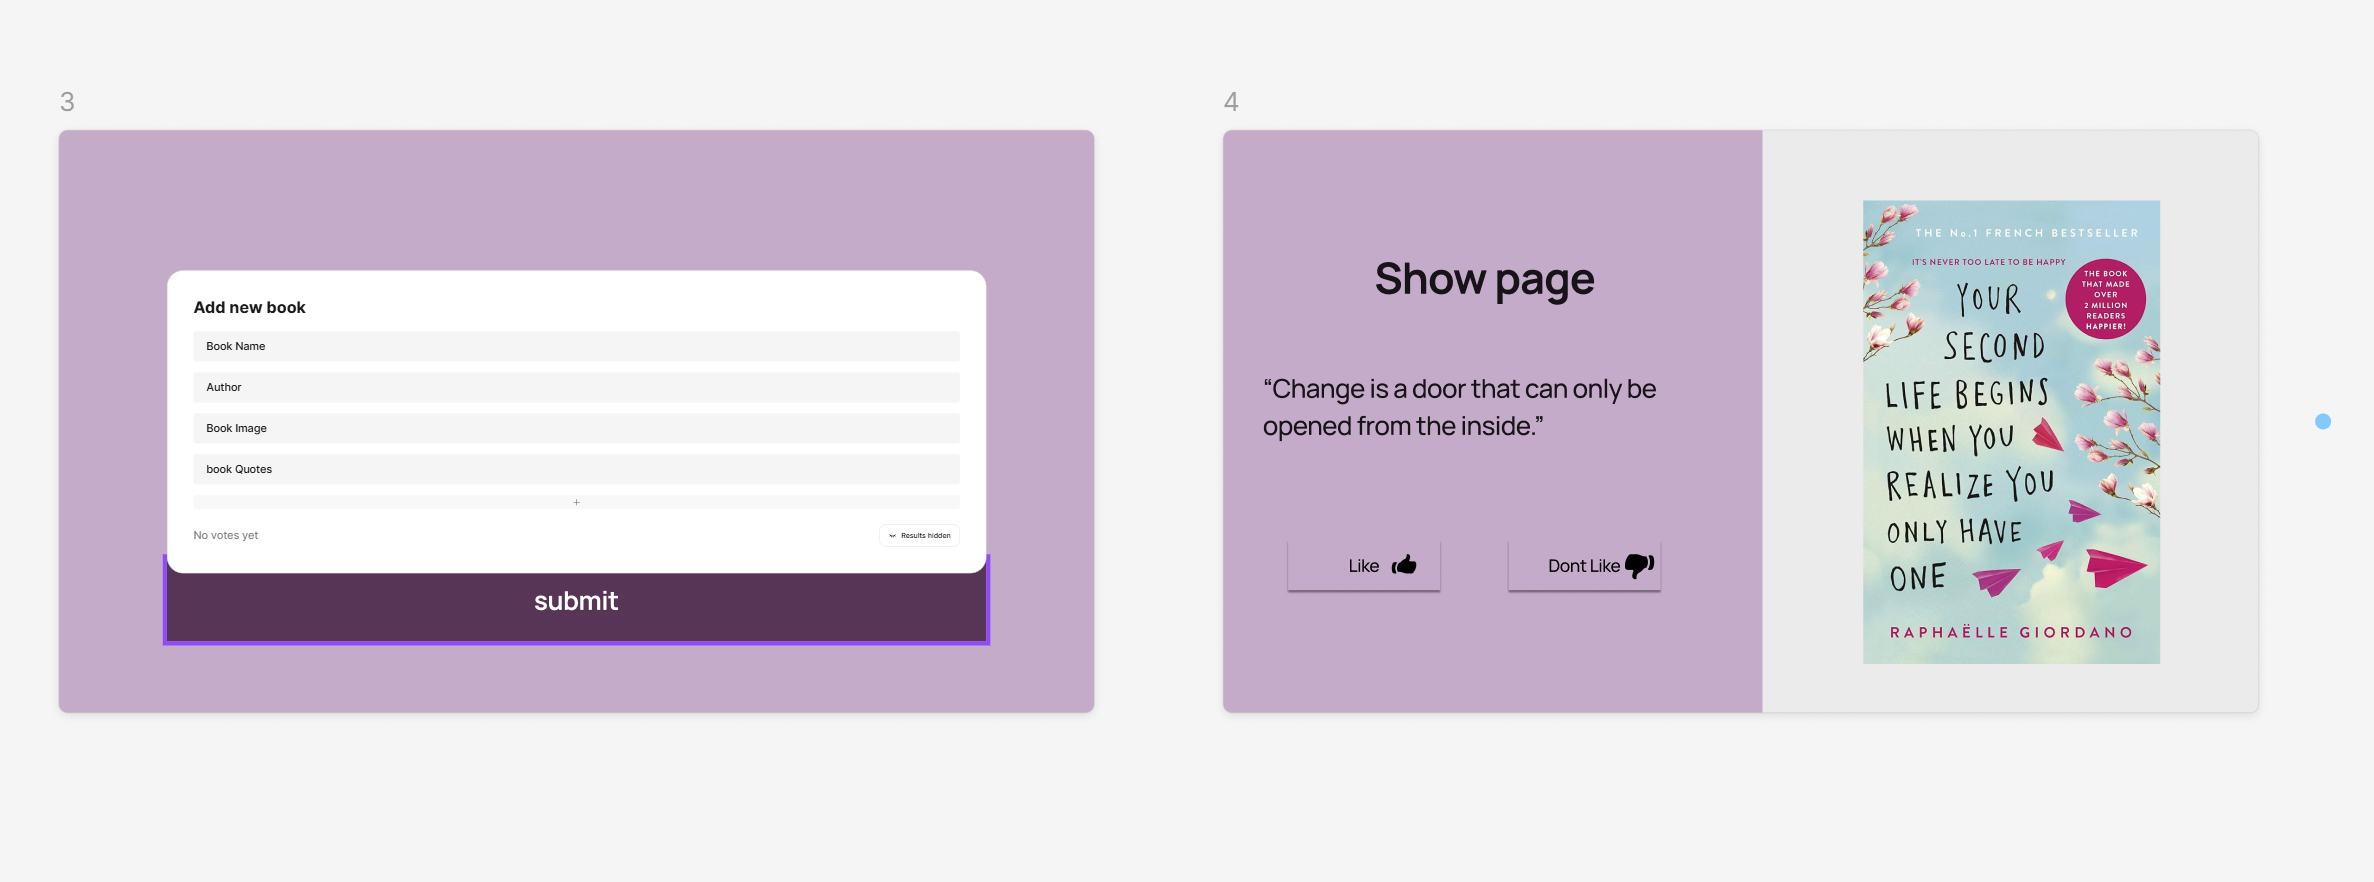 3
Add new book
Book Name
Author
Book Image
book Quotes
+
No votes yet
Results hidden
submit
4
Show page
“Change is a door that can only be
opened from the inside.”
Like
Dont Like
THE No.1 FRENCH BESTSELLER
IT'S NEVER TOO LATE TO BE HAPPY
THE BOOK
THAT MADE
OVER
2 MILLION
READERS
HAPPIER!
YOUR
SECOND
LIFE BEGINS
WHEN YOU
REALIZE YOU
ONLY HAVE
ONE
RAPHAËLLE GIORDANO